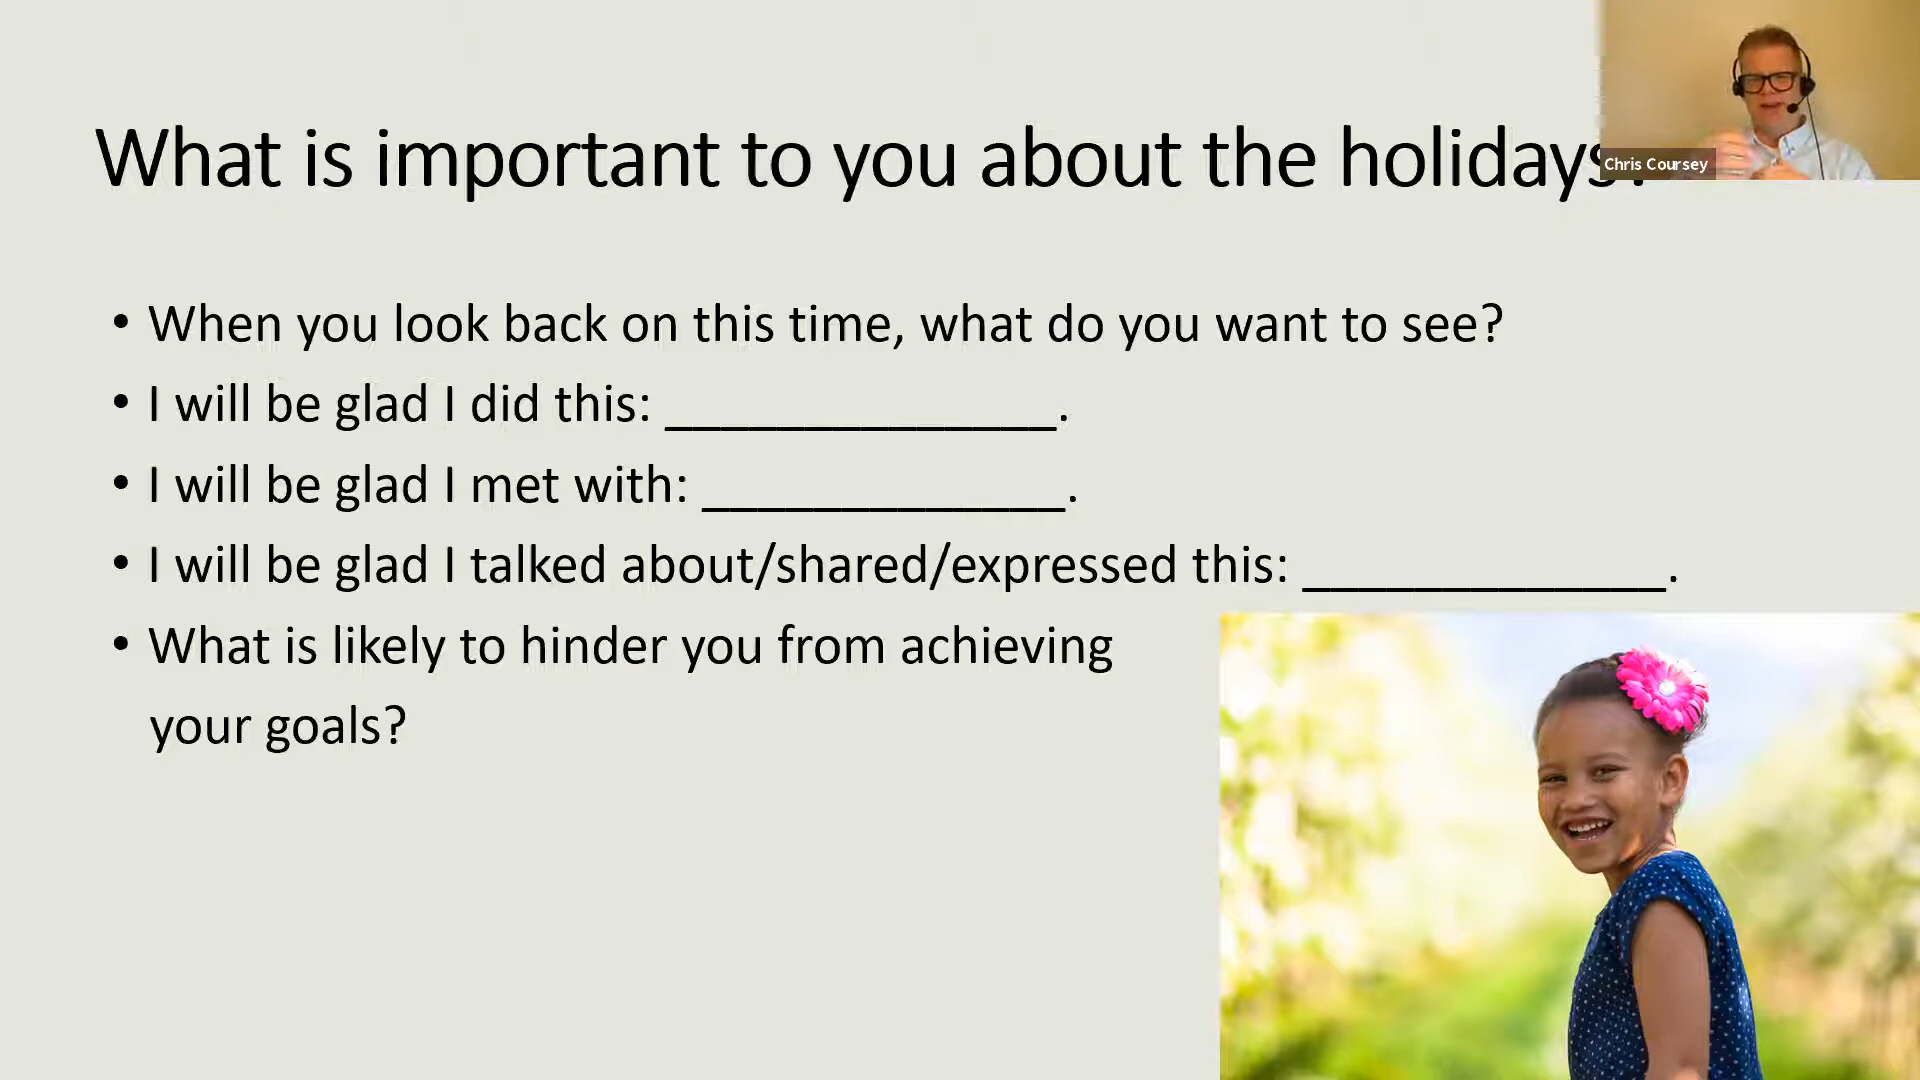 What is important to you about the holidays?
Chris Coursey
• When you look back on this time, what do you want to see?
• I will be glad I did this: ______________.
• I will be glad I met with: _____________.
• I will be glad I talked about/shared/expressed this: _____________.
• What is likely to hinder you from achieving
your goals?